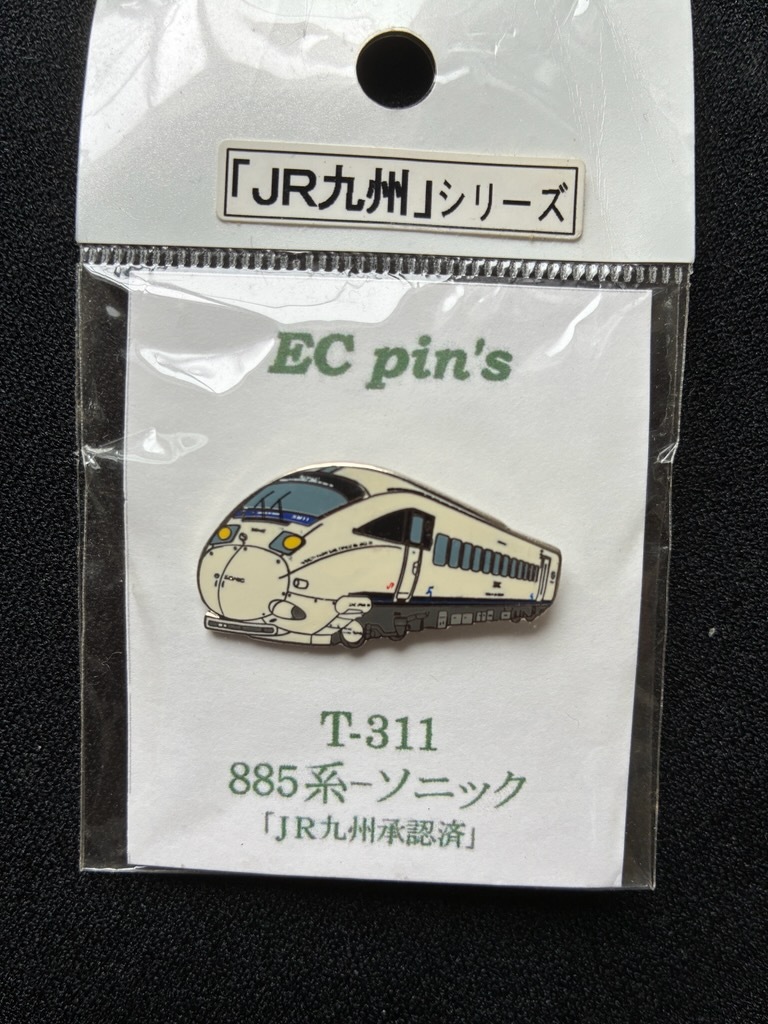 「JR九州」シリーズ
EC pin's
SONIC
T-311
885系-ソニック
「JR九州承認済」